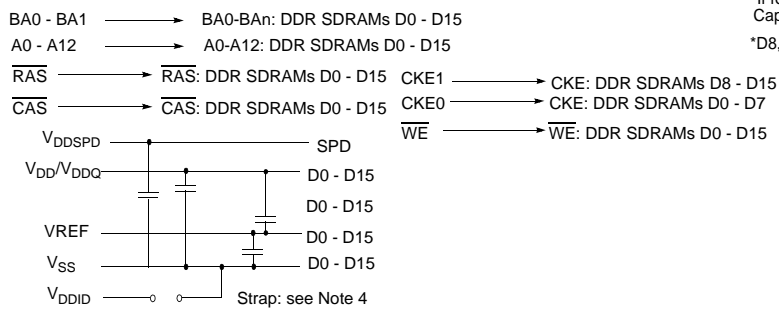 BA0 - BA1 BA0-BAn: DDR SDRAMs D0 - D15
Cap
A0 - A12 A0-A12: DDR SDRAMs D0 - D15
*D8,
RAS RAS: DDR SDRAMs D0 - D15
CAS CAS: DDR SDRAMs D0 - D15
CKE1 CKE: DDR SDRAMs D8 - D15
CKE0 CKE: DDR SDRAMs D0 - D7
WE WE: DDR SDRAMs D0 - D15
VDDSPD SPD
VDD/VDDQ D0 - D15
D0 - D15
VREF D0 - D15
VSS D0 - D15
VDDID Strap: see Note 4